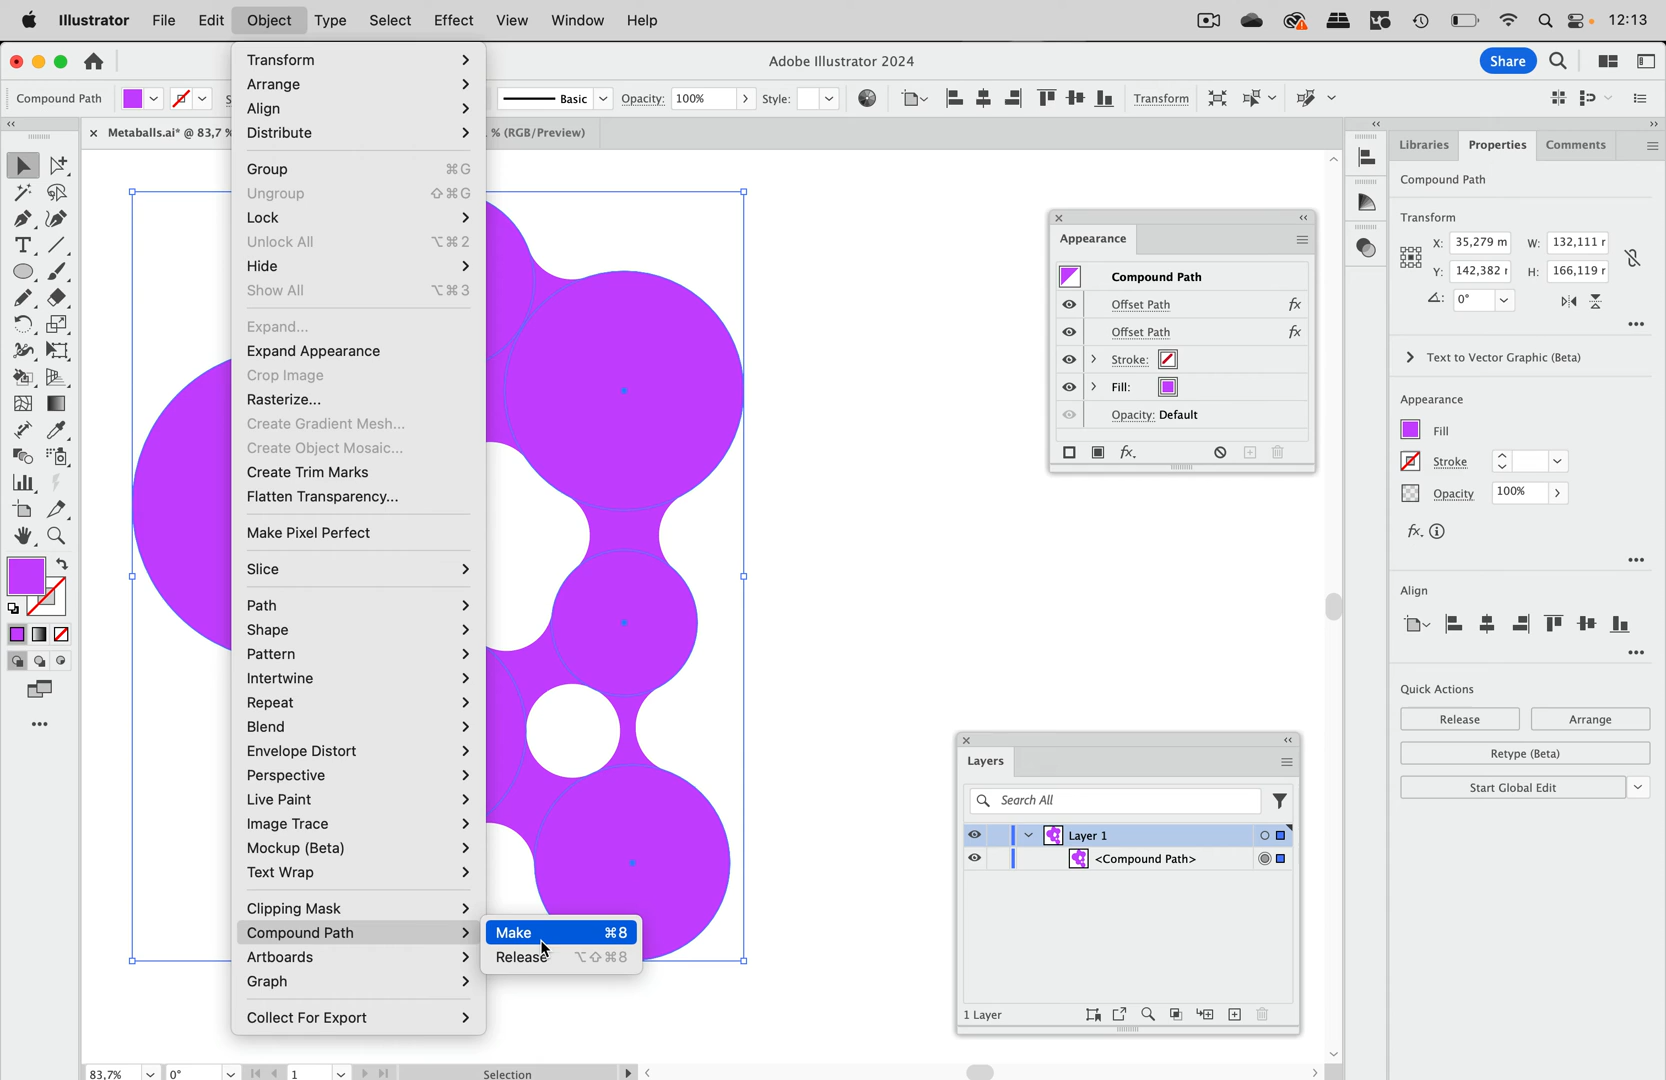 Illustrator File Edit Object Type Select Effect View Window Help 12:13
Adobe Illustrator 2024 Share
Compound Path Basic Opacity: 100% Style: Transform
× Metaballs.ai* @ 83,7 % % (RGB/Preview)
Transform
Arrange
Align
Distribute
Group ⌘G
Ungroup ⇧⌘G
Lock
Unlock All ⌥⌘2
Hide
Show All ⌥⌘3
Expand...
Expand Appearance
Crop Image
Rasterize...
Create Gradient Mesh...
Create Object Mosaic...
Create Trim Marks
Flatten Transparency...
Make Pixel Perfect
Slice
Path
Shape
Pattern
Intertwine
Repeat
Blend
Envelope Distort
Perspective
Live Paint
Image Trace
Mockup (Beta)
Text Wrap
Clipping Mask
Compound Path
Artboards
Graph
Collect For Export
Make ⌘8
Release ⌥⇧⌘8
Appearance
Compound Path
Offset Path fx
Offset Path fx
Stroke:
Fill:
Opacity: Default
fx.
Layers
Search All
Layer 1
<Compound Path>
1 Layer
Libraries Properties Comments
Compound Path
Transform
X: 35,279 m W: 132,111 r
Y: 142,382 r H: 166,119 r
0°
Text to Vector Graphic (Beta)
Appearance
Fill
Stroke
Opacity 100%
fx.
Align
Quick Actions
Release Arrange
Retype (Beta)
Start Global Edit
83,7% 0° 1 Selection